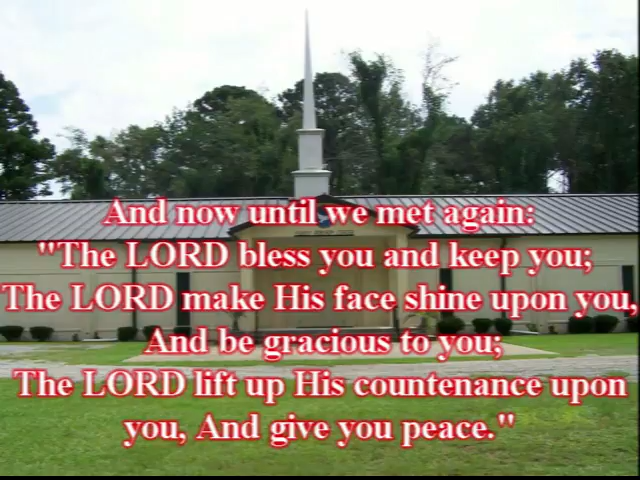 And now until we met again:
"The LORD bless you and keep you;
The LORD make His face shine upon you,
And be gracious to you;
The LORD lift up His countenance upon
you, And give you peace."